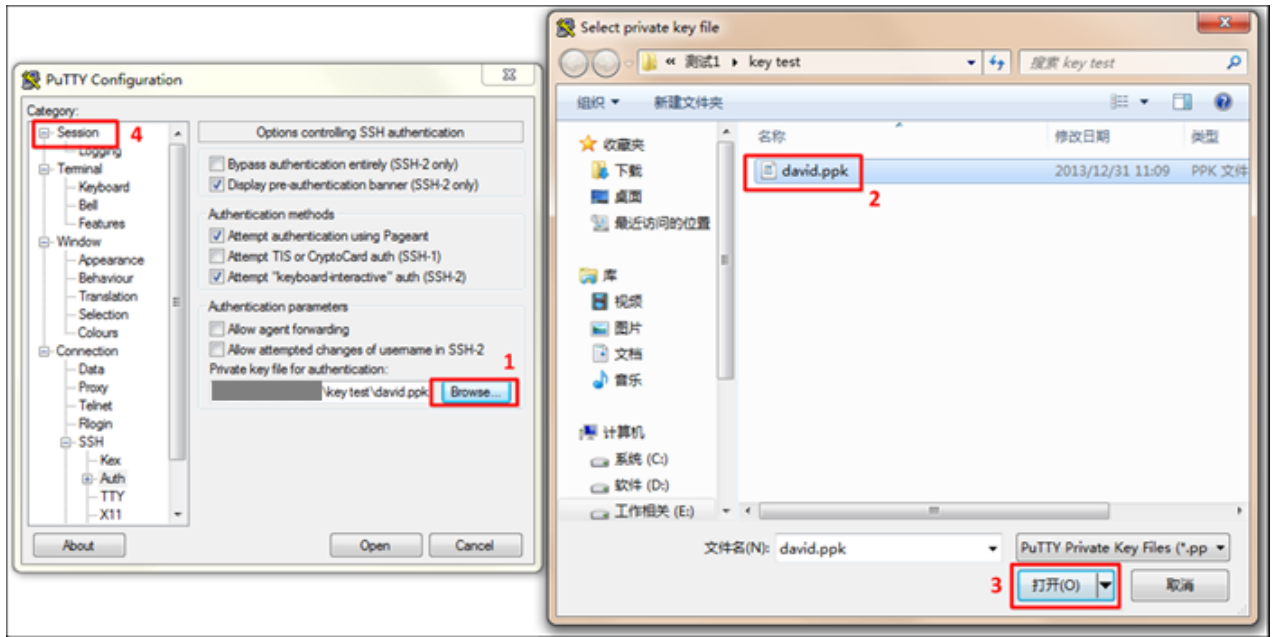 PuTTY Configuration
Category:
Session
4
Logging
Terminal
Keyboard
Bell
Features
Window
Appearance
Behaviour
Translation
Selection
Colours
Connection
Data
Proxy
Telnet
Rlogin
SSH
Kex
Auth
TTY
X11
Options controlling SSH authentication
Bypass authentication entirely (SSH-2 only)
Display pre-authentication banner (SSH-2 only)
Authentication methods
Attempt authentication using Pageant
Attempt TIS or CryptoCard auth (SSH-1)
Attempt "keyboard-interactive" auth (SSH-2)
Authentication parameters
Allow agent forwarding
Allow attempted changes of username in SSH-2
Private key file for authentication:
1
\key test\david.ppk
Browse...
About
Open
Cancel
Select private key file
« 测试1 ▸ key test
搜索 key test
组织
新建文件夹
收藏夹
下载
桌面
最近访问的位置
库
视频
图片
文档
音乐
计算机
系统 (C:)
软件 (D:)
工作相关 (E:)
名称 修改日期 类型
david.ppk 2013/12/31 11:09 PPK 文件
2
文件名(N): david.ppk
PuTTY Private Key Files (*.pp
3
打开(O)
取消